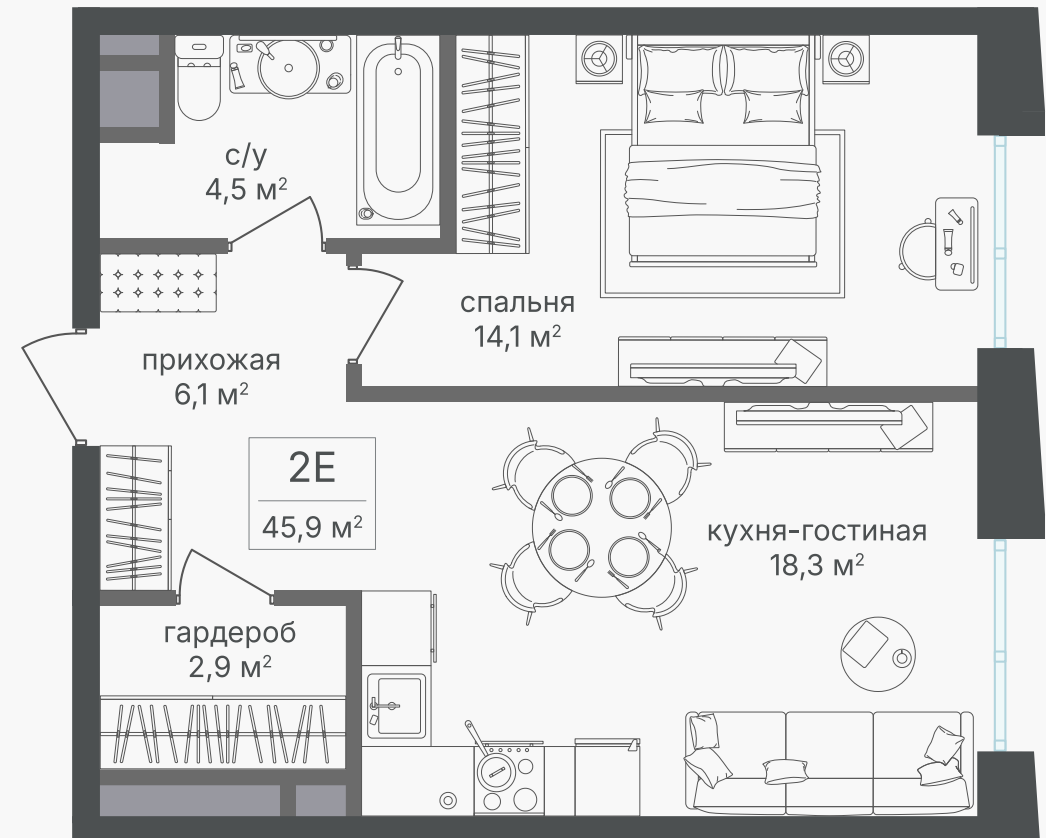 с/у
4,5 м²
спальня
14,1 м²
прихожая
6,1 м²
2Е
45,9 м²
кухня-гостиная
18,3 м²
гардероб
2,9 м²